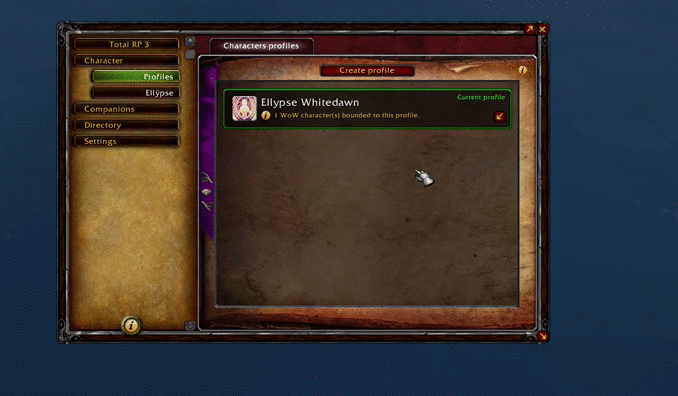 Total RP 3
Character
Profiles
Ellÿpse
Companions
Directory
Settings
Characters profiles
Create profile
Ellypse Whitedawn
Current profile
1 WoW character(s) bounded to this profile.